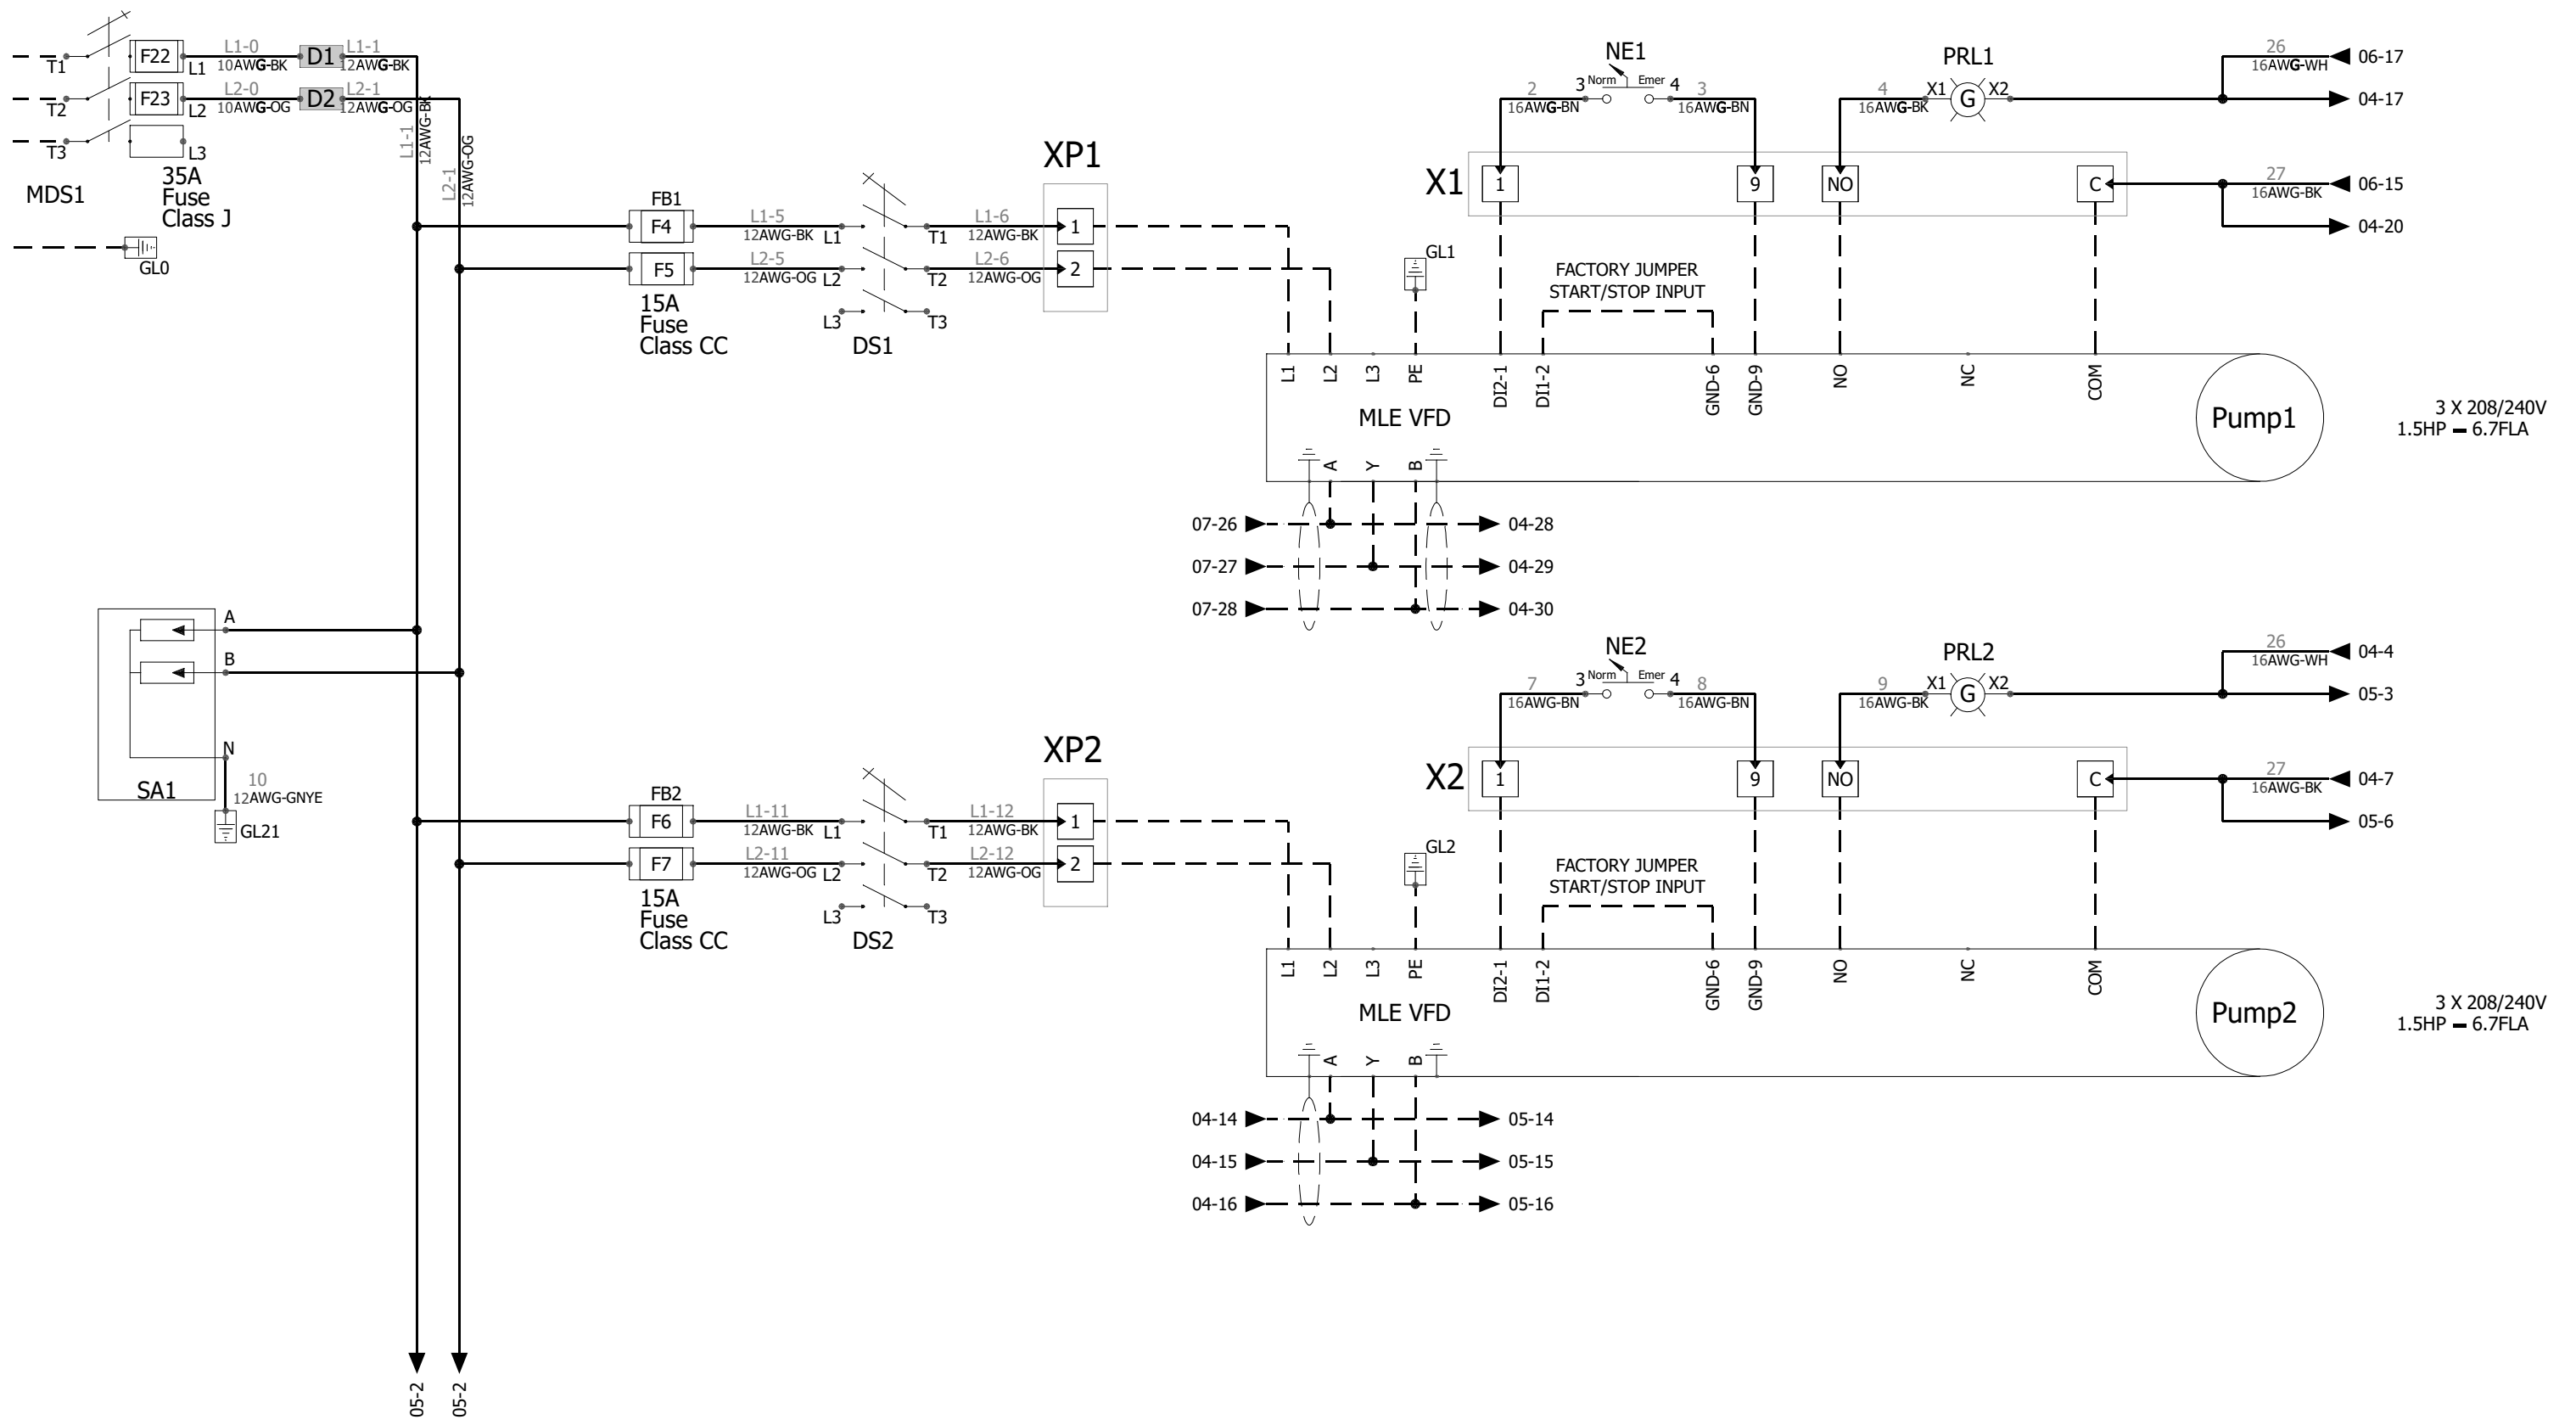 T1
F22
L1
L1-0
10AWG-BK
D1
L1-1
12AWG-BK
T2
F23
L2
L2-0
10AWG-OG
D2
L2-1
12AWG-OG
T3
L3
MDS1
35A
Fuse
Class J
GL0
L1-1
12AWG-BK
L2-1
12AWG-OG
FB1
F4
F5
15A
Fuse
Class CC
L1-5
12AWG-BK
L1
L2-5
12AWG-OG
L2
L3
T1
T2
T3
DS1
L1-6
12AWG-BK
L2-6
12AWG-OG
XP1
1
2
NE1
2
16AWG-BN
3
Norm
Emer
4
3
16AWG-BN
PRL1
4
16AWG-BK
X1
G
X2
26
16AWG-WH
06-17
04-17
X1
1
9
NO
C
27
16AWG-BK
06-15
04-20
GL1
FACTORY JUMPER
START/STOP INPUT
L1
L2
L3
PE
DI2-1
DI1-2
GND-6
GND-9
NO
NC
COM
MLE VFD
Pump1
3 X 208/240V
1.5HP - 6.7FLA
A
Y
B
07-26
04-28
07-27
04-29
07-28
04-30
A
B
N
SA1
10
12AWG-GNYE
GL21
FB2
F6
F7
15A
Fuse
Class CC
L1-11
12AWG-BK
L1
L2-11
12AWG-OG
L2
L3
T1
T2
T3
DS2
L1-12
12AWG-BK
L2-12
12AWG-OG
XP2
1
2
NE2
7
16AWG-BN
3
Norm
Emer
4
8
16AWG-BN
PRL2
9
16AWG-BK
X1
G
X2
26
16AWG-WH
04-4
05-3
X2
1
9
NO
C
27
16AWG-BK
04-7
05-6
GL2
FACTORY JUMPER
START/STOP INPUT
L1
L2
L3
PE
DI2-1
DI1-2
GND-6
GND-9
NO
NC
COM
MLE VFD
Pump2
3 X 208/240V
1.5HP - 6.7FLA
A
Y
B
04-14
05-14
04-15
05-15
04-16
05-16
05-2
05-2